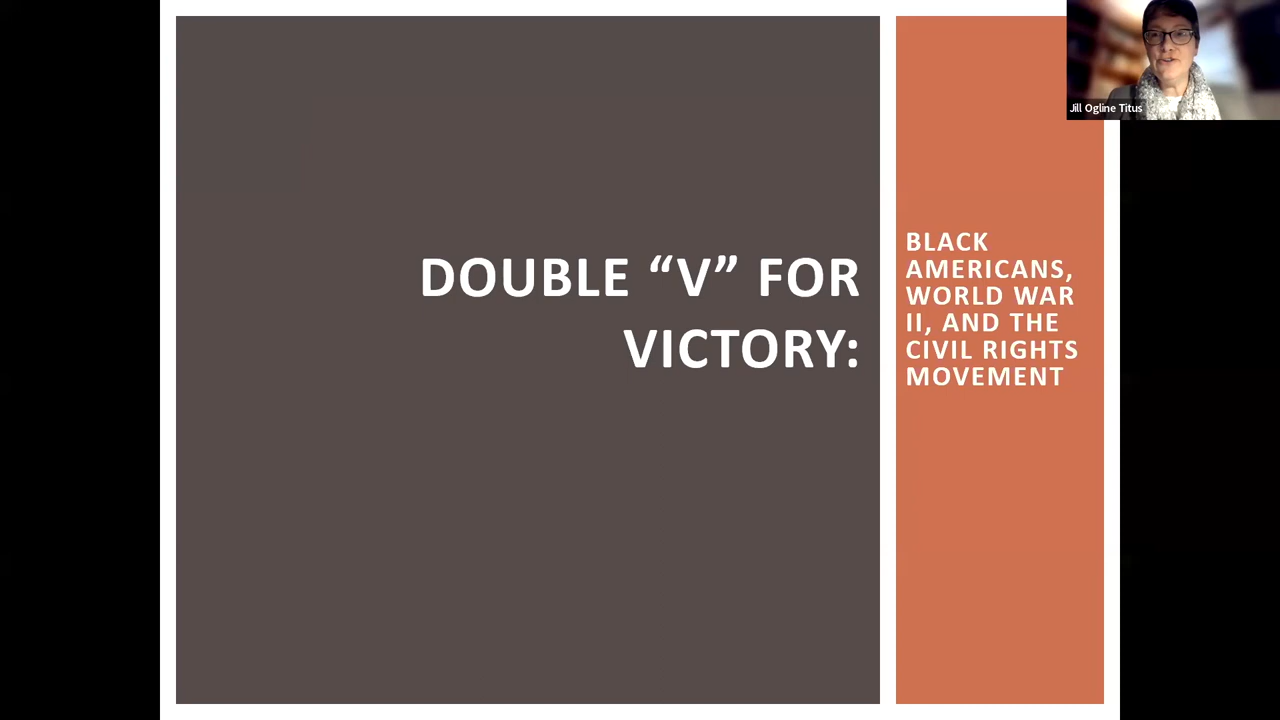 DOUBLE “V” FOR
VICTORY:
BLACK
AMERICANS,
WORLD WAR
II, AND THE
CIVIL RIGHTS
MOVEMENT
Jill Ogline Titus